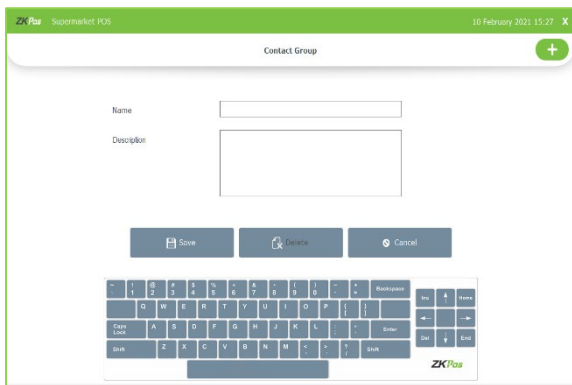 ZKPos Supermarket POS 10 February 2021 15:27 X
Contact Group
+
Name
Description
Save Delete Cancel
! @ # $ % & * ( )
1 2 3 4 5 6 7 8 9 0 Backspace
Q W E R T Y U I O P
Caps Lock A S D F G H J K L Enter
Shift Z X C V B N M Shift
Ins Home
Del End
ZKPos